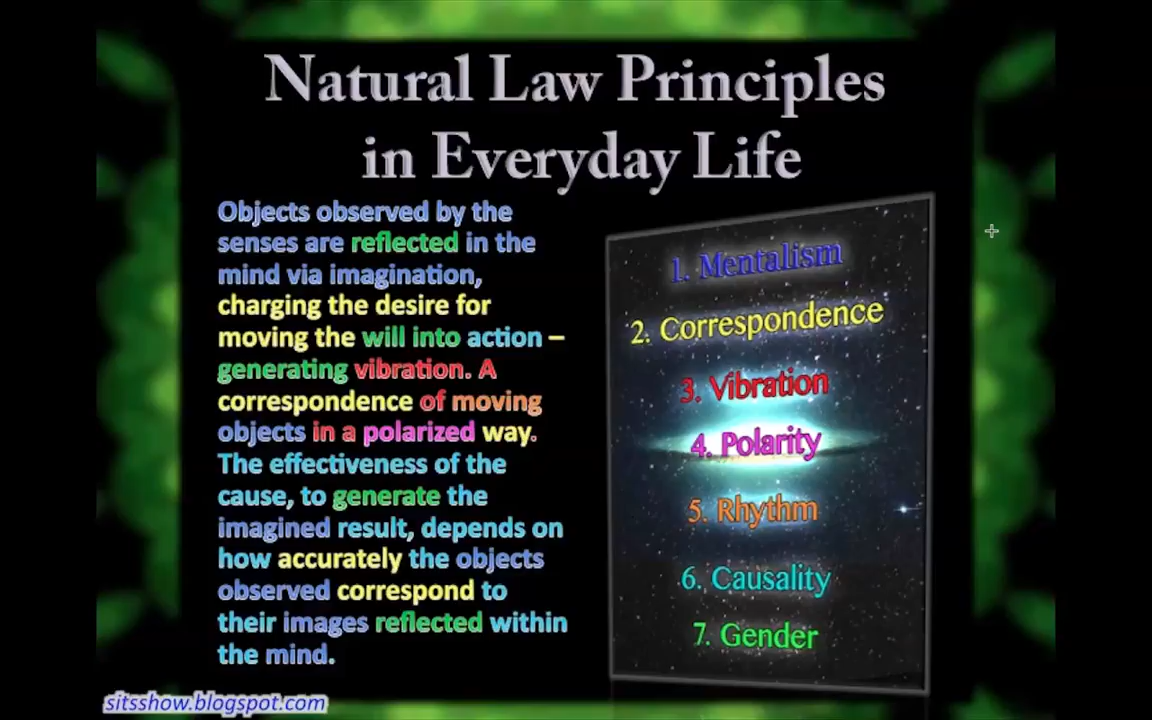 Natural Law Principles
in Everyday Life
Objects observed by the
senses are reflected in the
mind via imagination,
charging the desire for
moving the will into action –
generating vibration. A
correspondence of moving
objects in a polarized way.
The effectiveness of the
cause, to generate the
imagined result, depends on
how accurately the objects
observed correspond to
their images reflected within
the mind.
1. Mentalism
2. Correspondence
3. Vibration
4. Polarity
5. Rhythm
6. Causality
7. Gender
sitsshow.blogspot.com